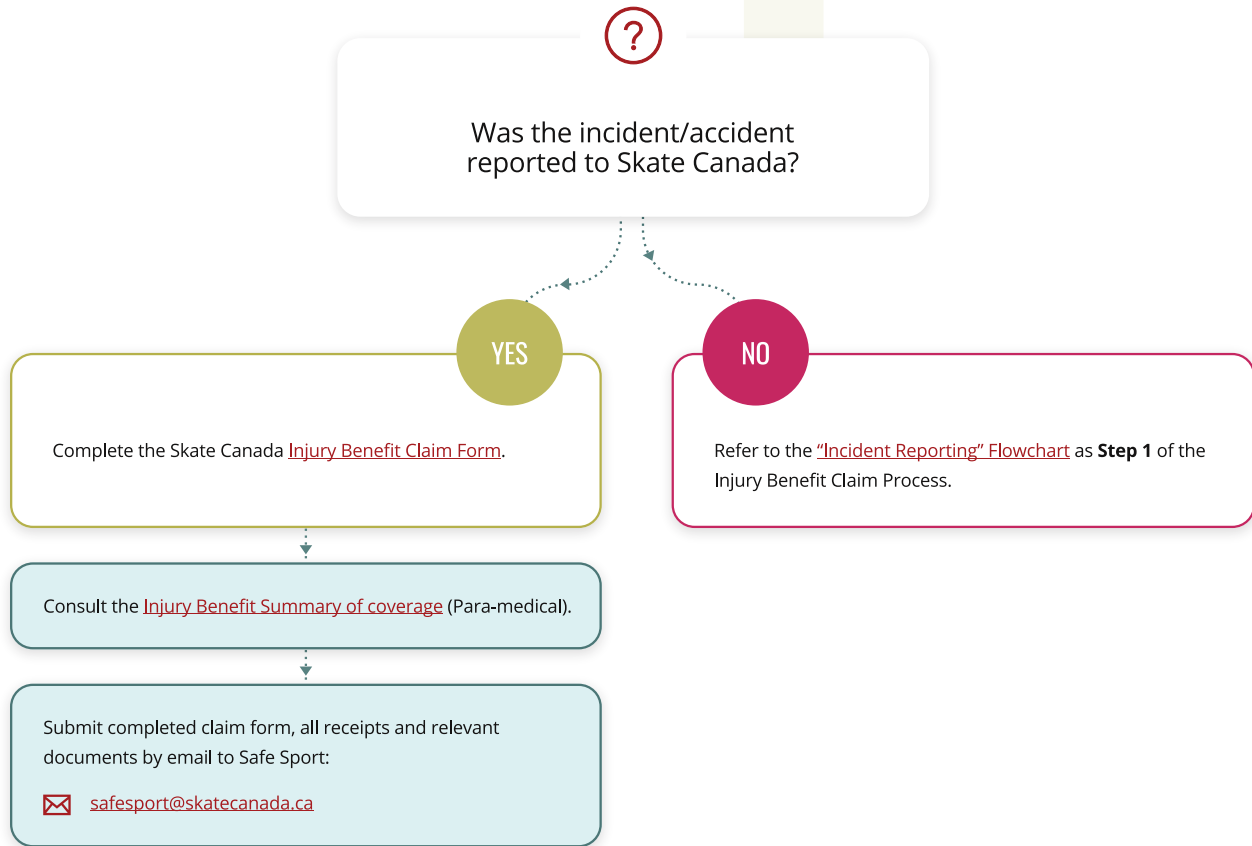 ?
Was the incident/accident
reported to Skate Canada?
YES
Complete the Skate Canada Injury Benefit Claim Form.
NO
Refer to the “Incident Reporting” Flowchart as Step 1 of the
Injury Benefit Claim Process.
Consult the Injury Benefit Summary of coverage (Para-medical).
Submit completed claim form, all receipts and relevant
documents by email to Safe Sport:
safesport@skatecanada.ca